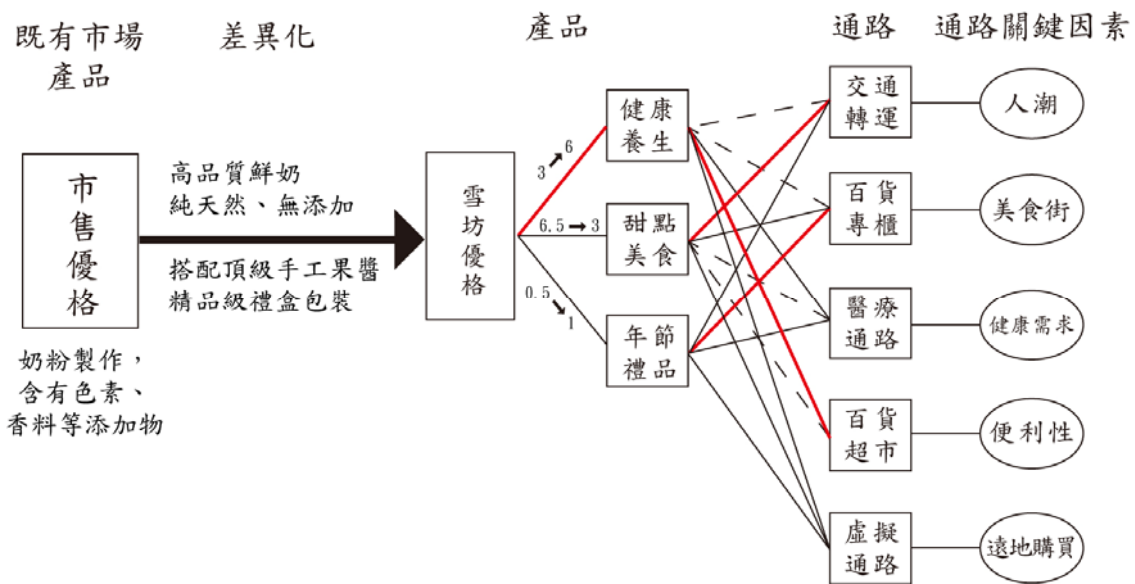 既有市場
產品
差異化
產品
通路
通路關鍵因素
市售優格
奶粉製作，
含有色素、
香料等添加物
高品質鮮奶
純天然、無添加
搭配頂級手工果醬
精品級禮盒包裝
雪坊優格
3→6
6.5→3
0.5→1
健康
養生
甜點
美食
年節
禮品
交通
轉運
百貨
專櫃
醫療
通路
百貨
超市
虛擬
通路
人潮
美食街
健康需求
便利性
遠地購買